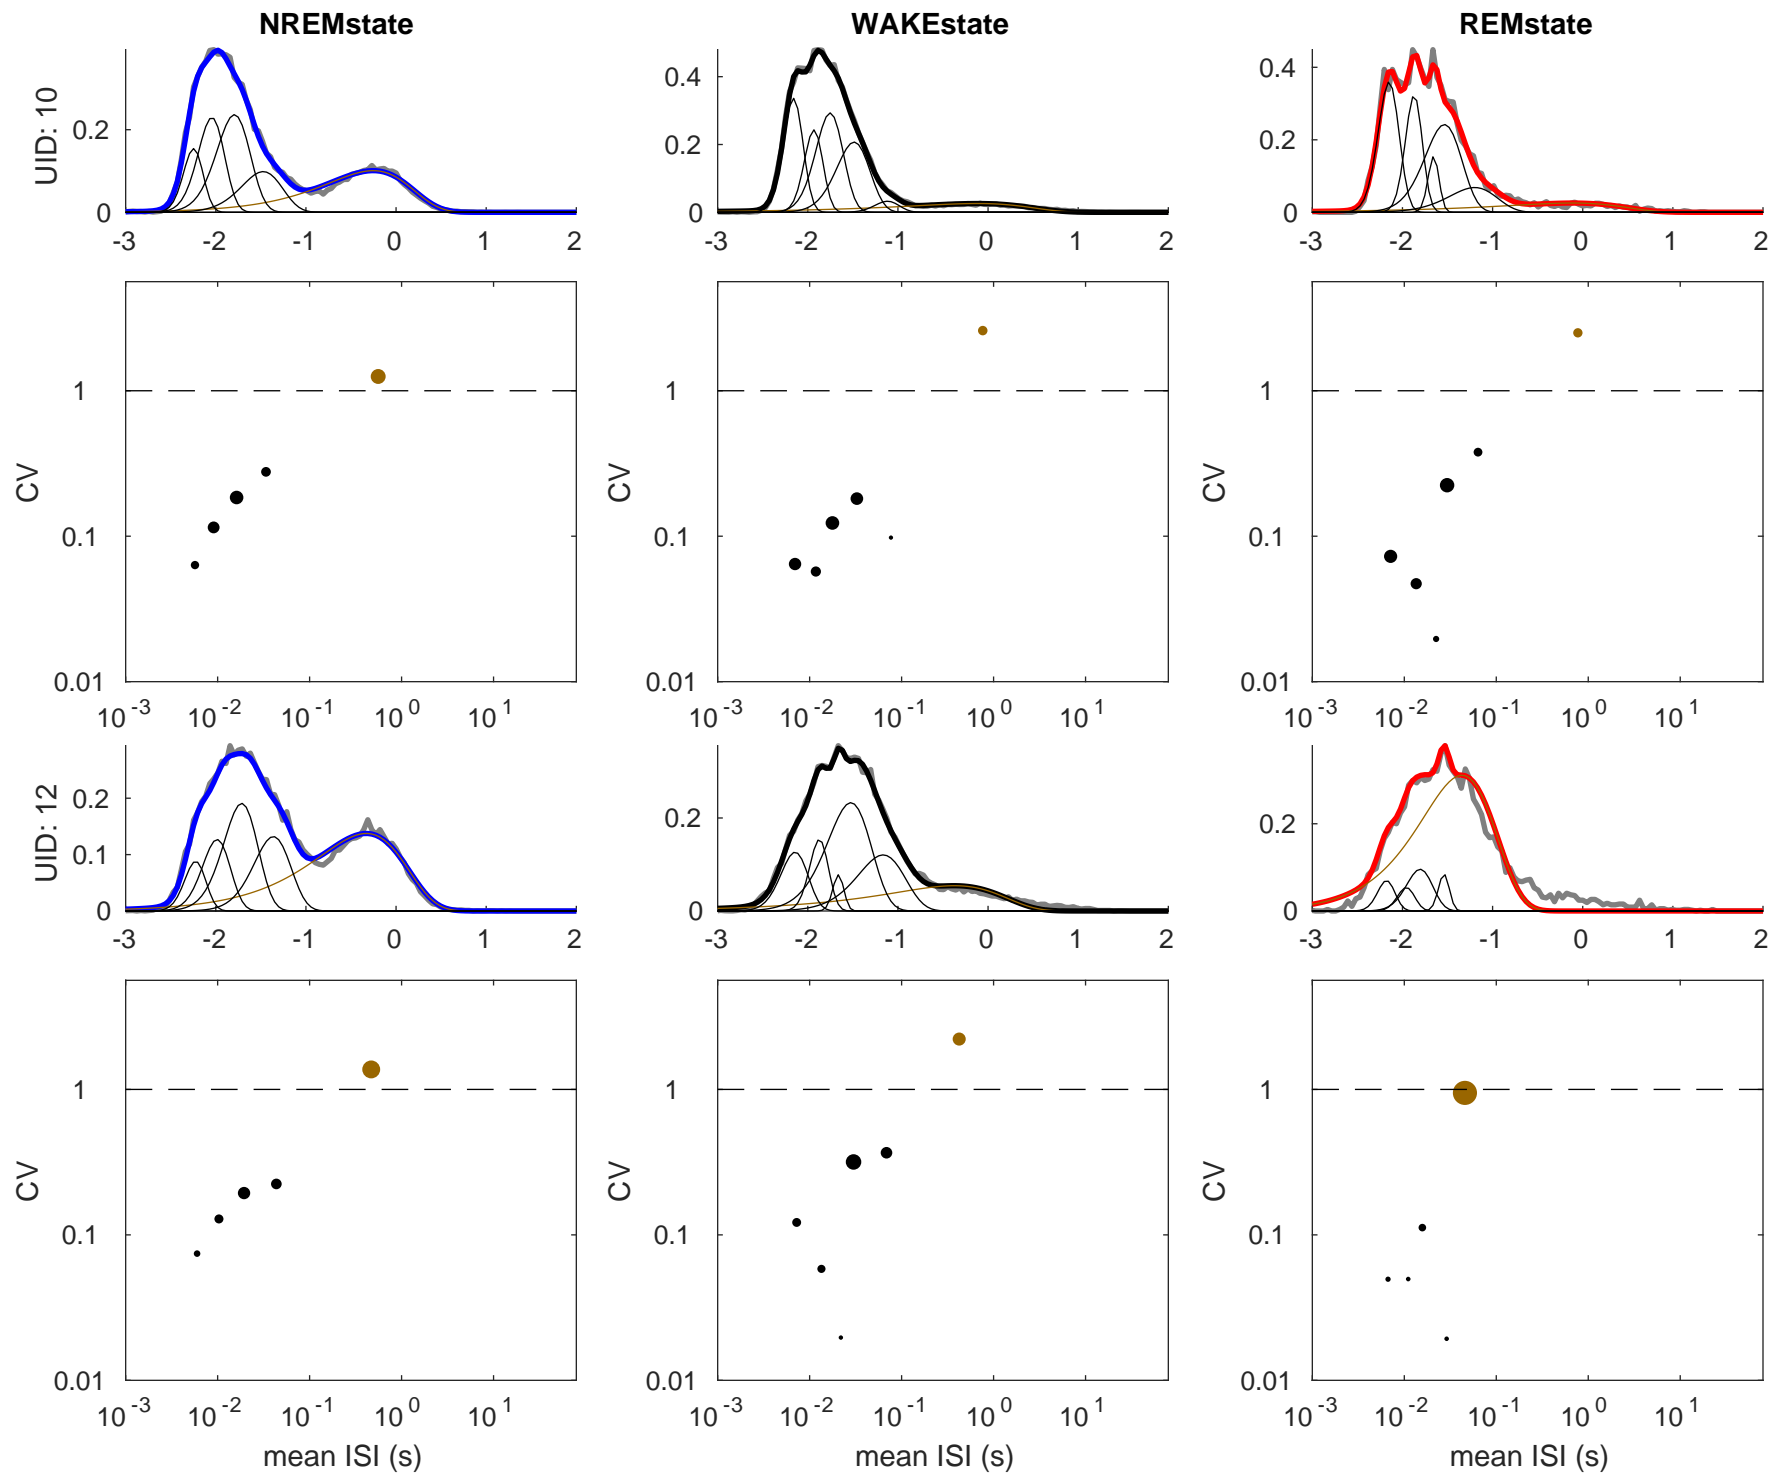 NREMstate WAKEstate REMstate
UID: 10
0.2 0.4 0.4
0.2 0.2
0 0 0
-3 -2 -1 0 1 2 -3 -2 -1 0 1 2 -3 -2 -1 0 1 2
CV CV CV
1 1 1
0.1 0.1 0.1
0.01 0.01 0.01
10^-3 10^-2 10^-1 10^0 10^1 10^-3 10^-2 10^-1 10^0 10^1 10^-3 10^-2 10^-1 10^0 10^1
UID: 12
0.2 0.2 0.2
0.1
0 0 0
-3 -2 -1 0 1 2 -3 -2 -1 0 1 2 -3 -2 -1 0 1 2
CV CV CV
1 1 1
0.1 0.1 0.1
0.01 0.01 0.01
10^-3 10^-2 10^-1 10^0 10^1 10^-3 10^-2 10^-1 10^0 10^1 10^-3 10^-2 10^-1 10^0 10^1
mean ISI (s) mean ISI (s) mean ISI (s)